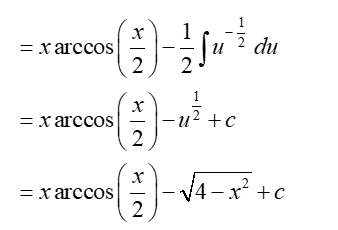 = x arccos(x/2) − 1/2 ∫ u^(−1/2) du
= x arccos(x/2) − u^(1/2) + c
= x arccos(x/2) − √(4 − x²) + c